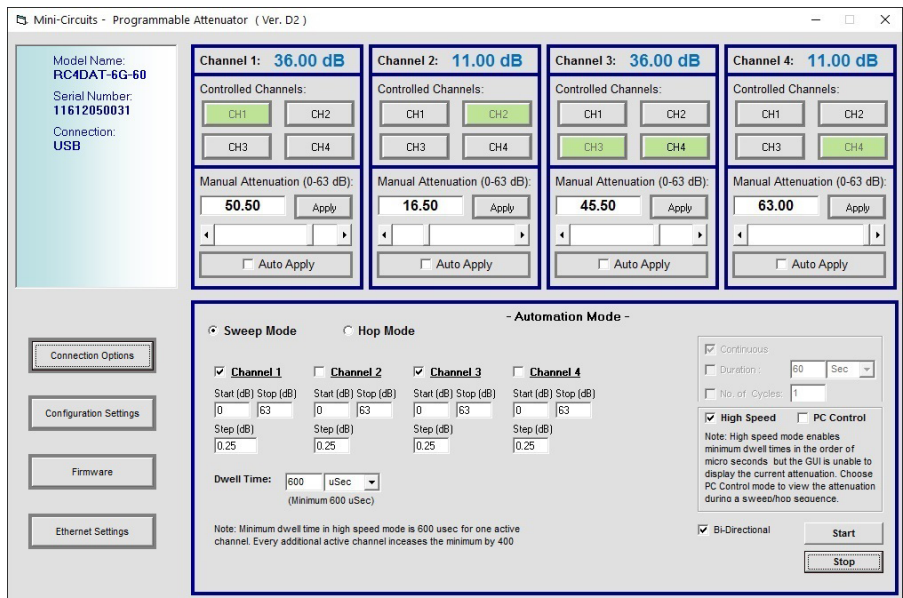 Mini-Circuits - Programmable Attenuator ( Ver. D2 )
Model Name:
RC4DAT-6G-60
Serial Number:
11612050031
Connection:
USB
Channel 1: 36.00 dB
Controlled Channels:
CH1 CH2
CH3 CH4
Manual Attenuation (0-63 dB):
50.50 Apply
Auto Apply
Channel 2: 11.00 dB
Controlled Channels:
CH1 CH2
CH3 CH4
Manual Attenuation (0-63 dB):
16.50 Apply
Auto Apply
Channel 3: 36.00 dB
Controlled Channels:
CH1 CH2
CH3 CH4
Manual Attenuation (0-63 dB):
45.50 Apply
Auto Apply
Channel 4: 11.00 dB
Controlled Channels:
CH1 CH2
CH3 CH4
Manual Attenuation (0-63 dB):
63.00 Apply
Auto Apply
Connection Options
Configuration Settings
Firmware
Ethernet Settings
- Automation Mode -
Sweep Mode Hop Mode
Channel 1 Channel 2 Channel 3 Channel 4
Start (dB) Stop (dB) Start (dB) Stop (dB) Start (dB) Stop (dB) Start (dB) Stop (dB)
0 63 0 63 0 63 0 63
Step (dB) Step (dB) Step (dB) Step (dB)
0.25 0.25 0.25 0.25
Dwell Time: 600 uSec
(Minimum 600 uSec)
Note: Minimum dwell time in high speed mode is 600 usec for one active
channel. Every additional active channel inceases the minimum by 400
Continuous
Duration : 60 Sec
No. of Cycles: 1
High Speed PC Control
Note: High speed mode enables
minimum dwell times in the order of
micro seconds but the GUI is unable to
display the current attenuation. Choose
PC Control mode to view the attenuation
during a sweep/hop sequence.
Bi-Directional Start
Stop